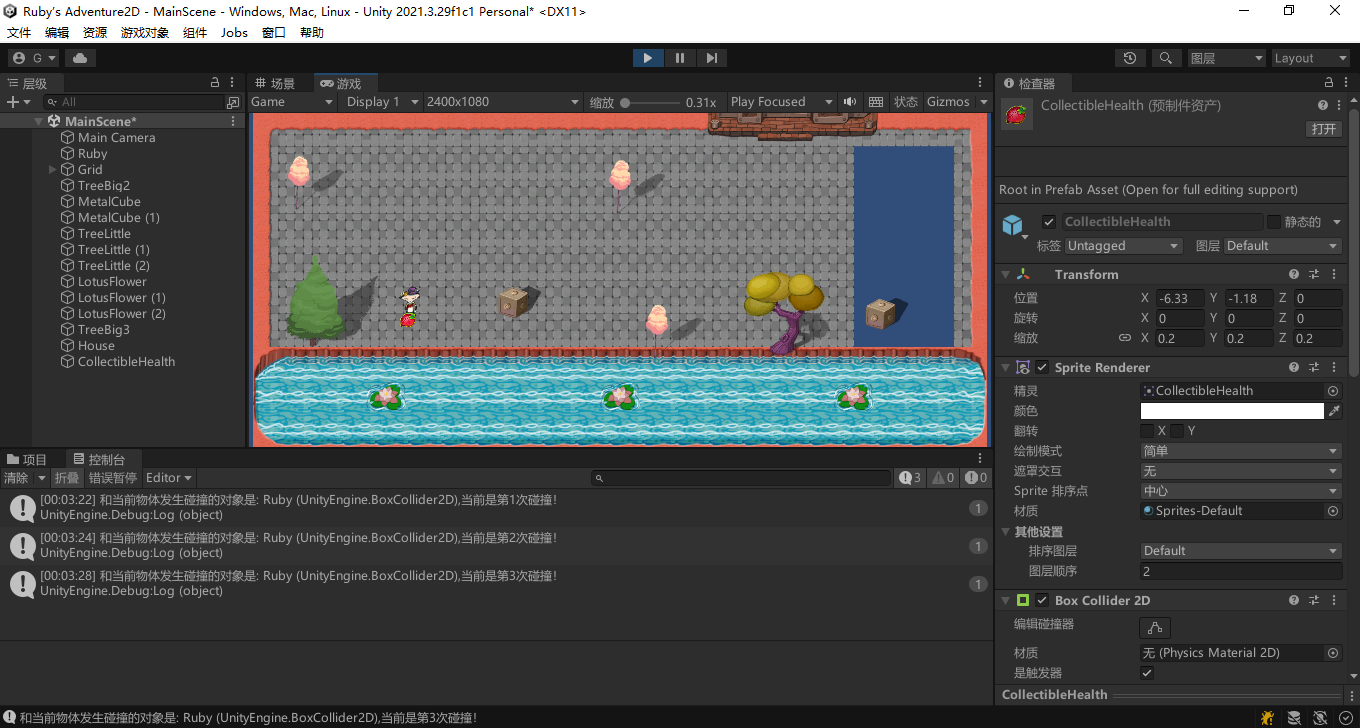 Ruby's Adventure2D - MainScene - Windows, Mac, Linux - Unity 2021.3.29f1c1 Personal* <DX11>
文件 编辑 资源 游戏对象 组件 Jobs 窗口 帮助
G 图层 Layout
层级
All
MainScene*
Main Camera
Ruby
Grid
TreeBig2
MetalCube
MetalCube (1)
TreeLittle
TreeLittle (1)
TreeLittle (2)
LotusFlower
LotusFlower (1)
LotusFlower (2)
TreeBig3
House
CollectibleHealth
场景 游戏
Game Display 1 2400x1080 缩放 0.31x Play Focused 状态 Gizmos
项目 控制台
清除 折叠 错误暂停 Editor 3 0 0
[00:03:22] 和当前物体发生碰撞的对象是: Ruby (UnityEngine.BoxCollider2D),当前是第1次碰撞!
UnityEngine.Debug:Log (object)
1
[00:03:24] 和当前物体发生碰撞的对象是: Ruby (UnityEngine.BoxCollider2D),当前是第2次碰撞!
UnityEngine.Debug:Log (object)
1
[00:03:28] 和当前物体发生碰撞的对象是: Ruby (UnityEngine.BoxCollider2D),当前是第3次碰撞!
UnityEngine.Debug:Log (object)
1
检查器
CollectibleHealth (预制件资产)
打开
Root in Prefab Asset (Open for full editing support)
CollectibleHealth 静态的
标签 Untagged 图层 Default
Transform
位置 X -6.33 Y -1.18 Z 0
旋转 X 0 Y 0 Z 0
缩放 X 0.2 Y 0.2 Z 0.2
Sprite Renderer
精灵 CollectibleHealth
颜色
翻转 X Y
绘制模式 简单
遮罩交互 无
Sprite 排序点 中心
材质 Sprites-Default
其他设置
排序图层 Default
图层顺序 2
Box Collider 2D
编辑碰撞器
材质 无 (Physics Material 2D)
是触发器
CollectibleHealth
和当前物体发生碰撞的对象是: Ruby (UnityEngine.BoxCollider2D),当前是第3次碰撞!